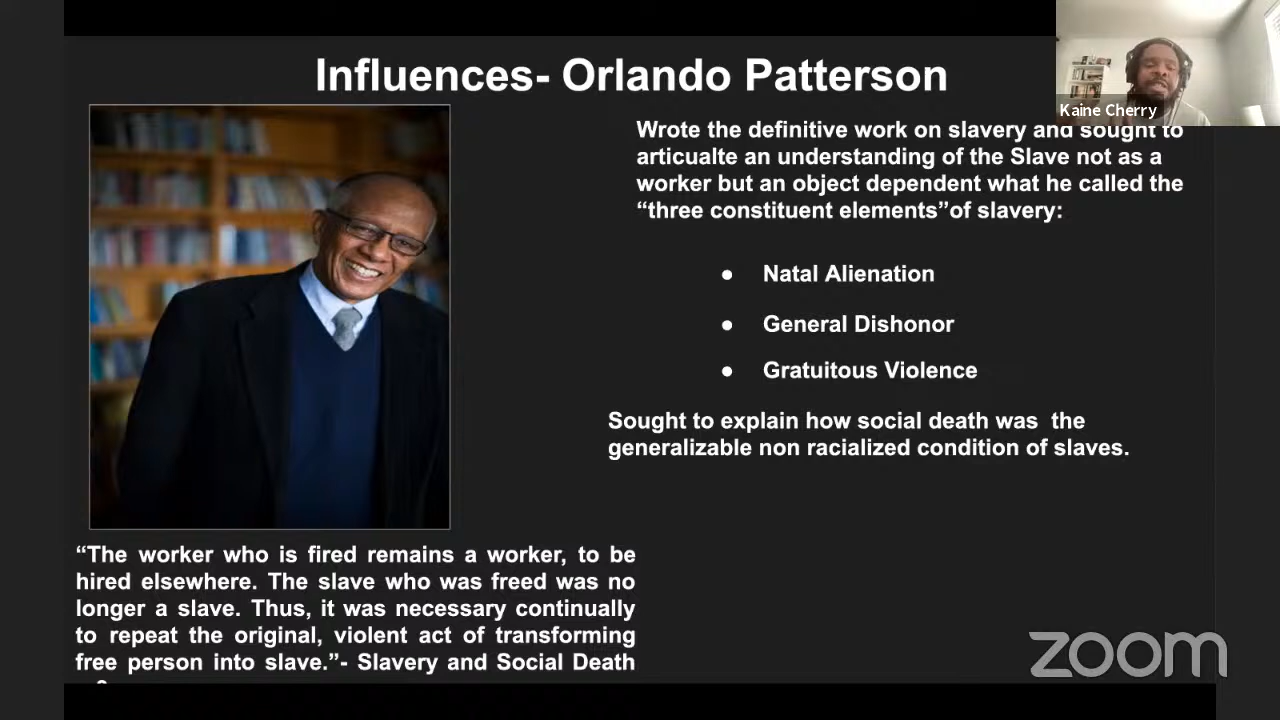 Influences- Orlando Patterson
Kaine Cherry
Wrote the definitive work on slavery and sought to
articualte an understanding of the Slave not as a
worker but an object dependent what he called the
“three constituent elements”of slavery:
● Natal Alienation
● General Dishonor
● Gratuitous Violence
Sought to explain how social death was the
generalizable non racialized condition of slaves.
“The worker who is fired remains a worker, to be
hired elsewhere. The slave who was freed was no
longer a slave. Thus, it was necessary continually
to repeat the original, violent act of transforming
free person into slave.”- Slavery and Social Death
zoom